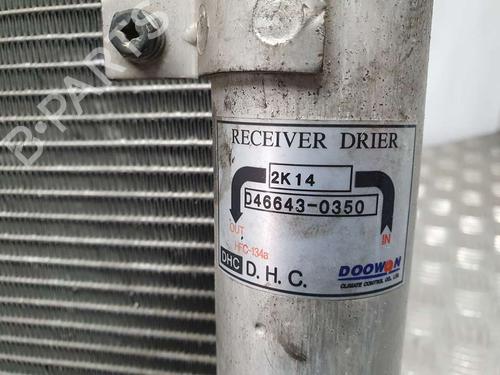 B-PARTS
RECEIVER DRIER
2K14
D46643-0350
OUT
IN
HFC-134a
DHC D. H. C.
DOOWON
CLIMATE CONTROL CO., LTD.